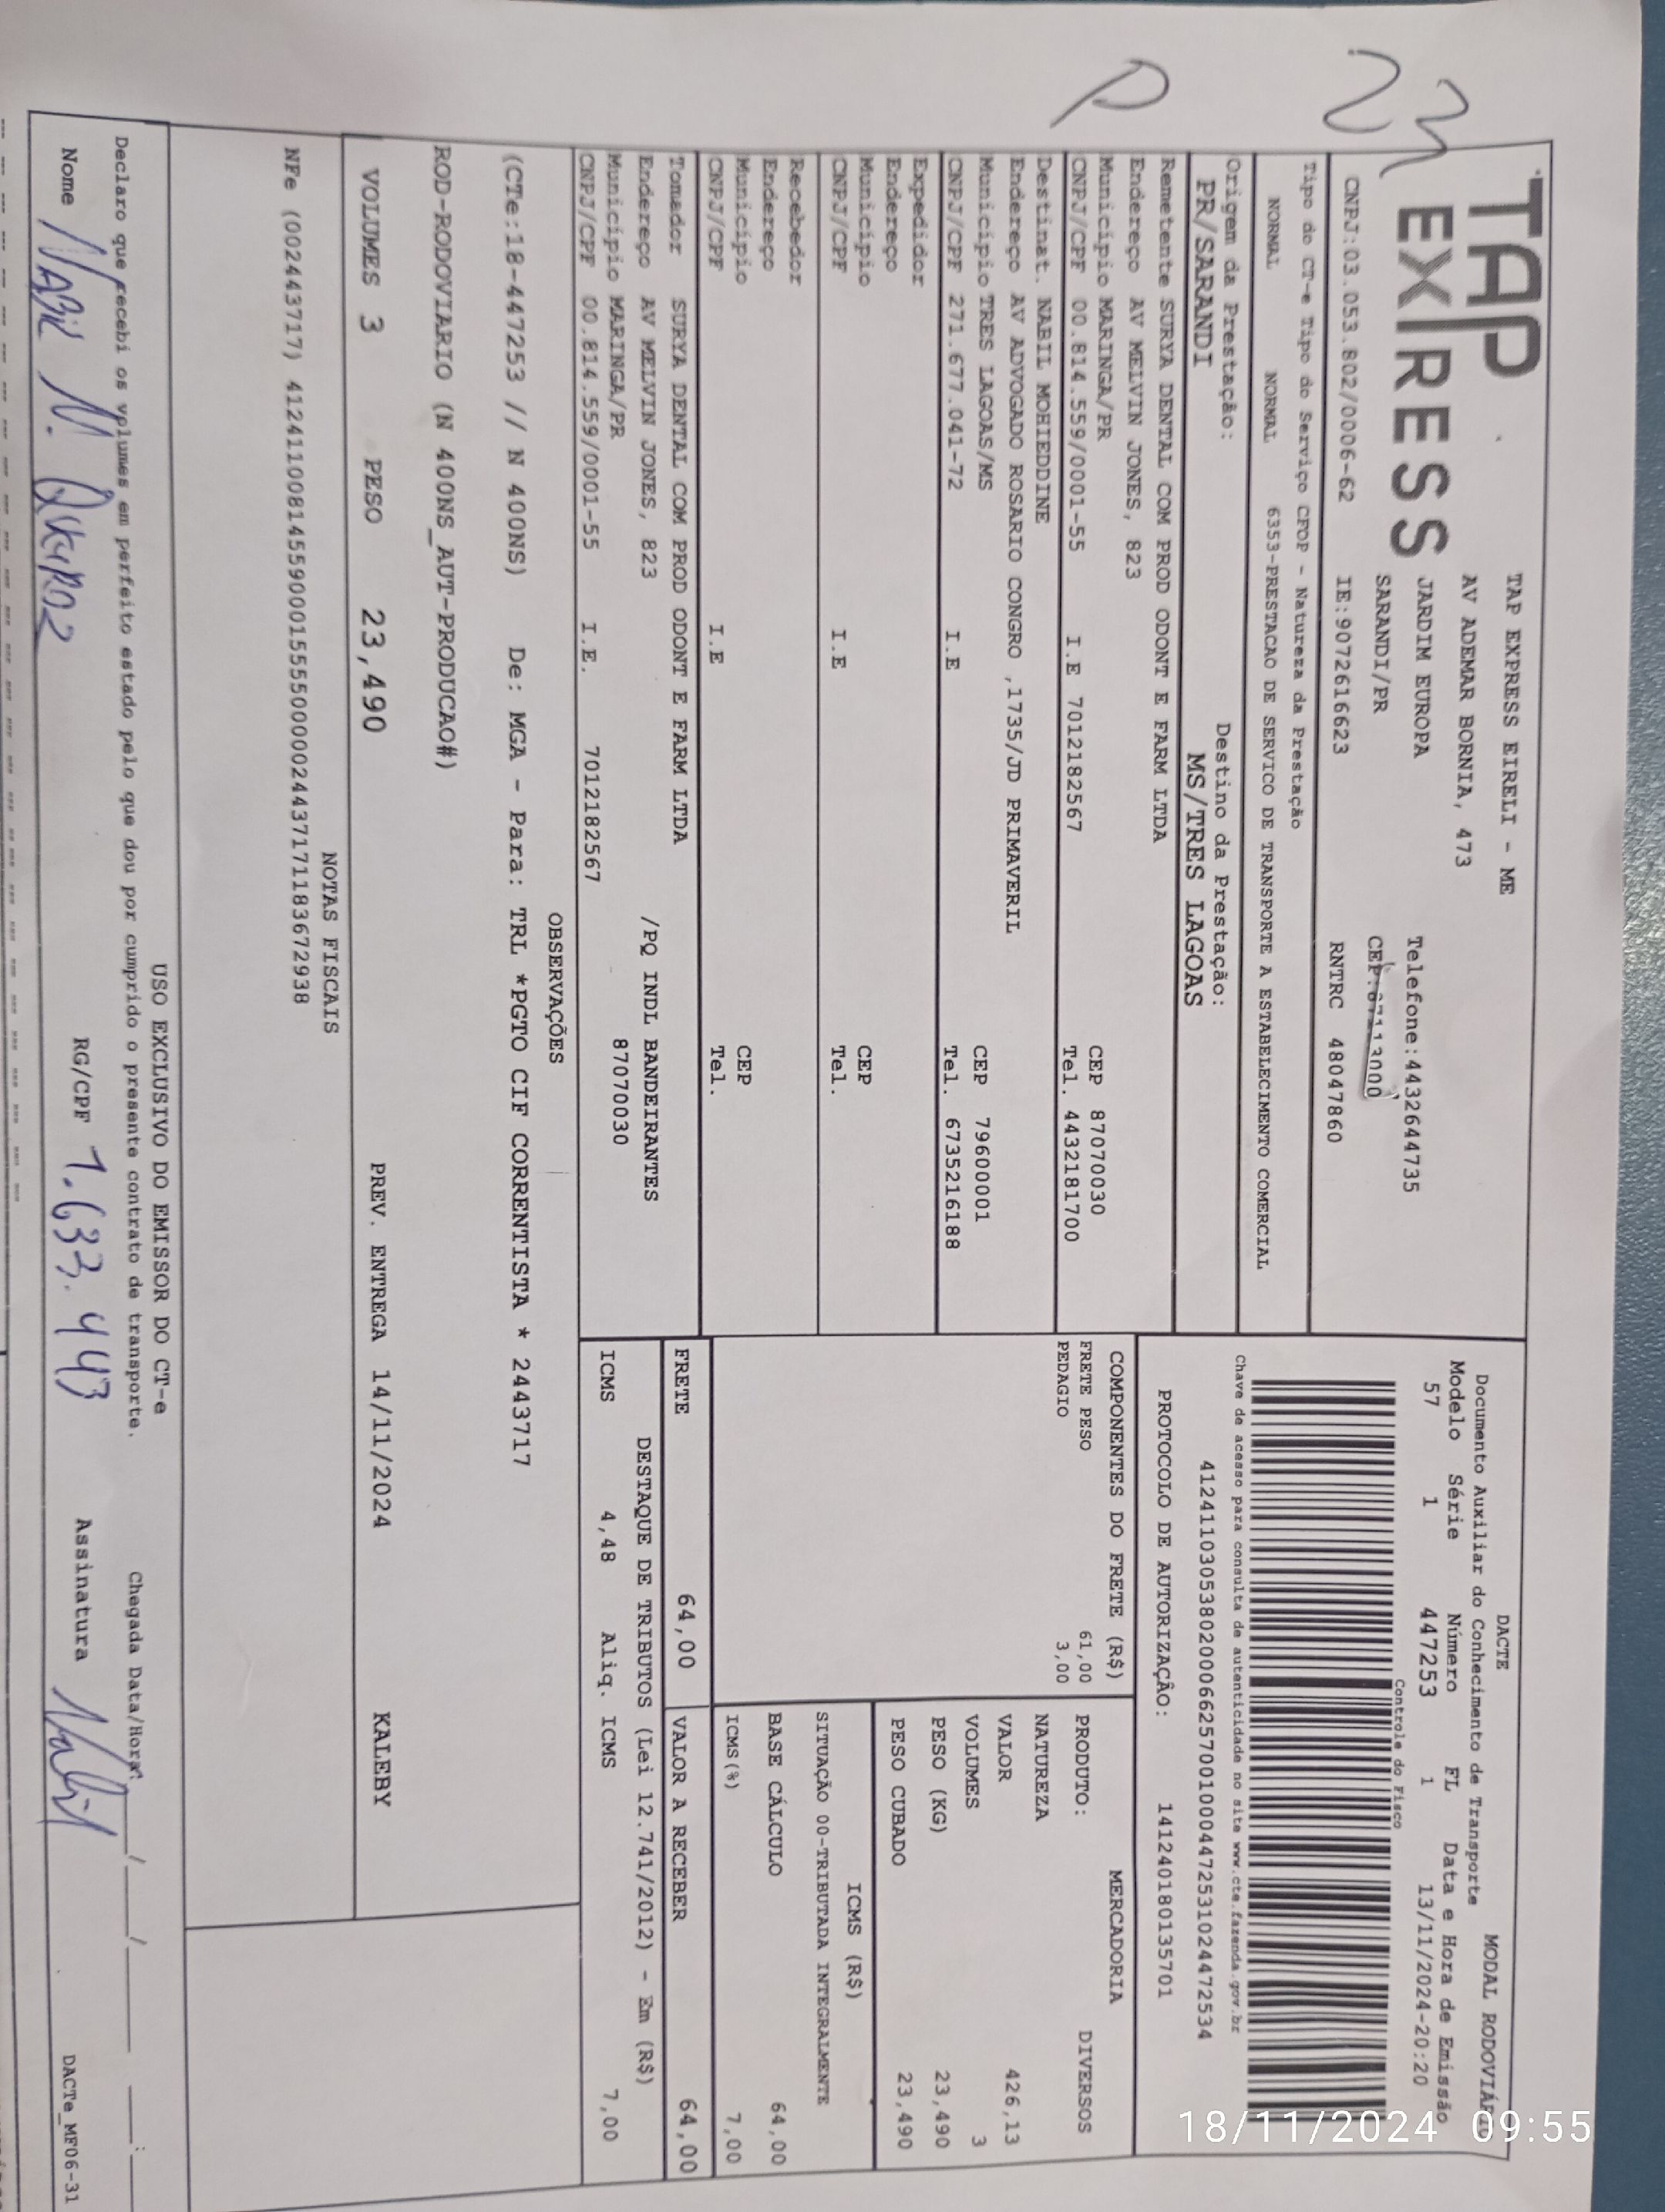 23
P
TAP EXPRESS
TAP EXPRESS EIRELI - ME
AV ADEMAR BORNIA, 473
JARDIM EUROPA
Telefone:4432644735
SARANDI/PR
CEP:87113000
CNPJ:03.053.802/0006-62
IE:9072616623
RNTRC 48047860
Tipo do CT-e Tipo do Serviço CFOP - Natureza da Prestação
NORMAL NORMAL 6353-PRESTACAO DE SERVICO DE TRANSPORTE A ESTABELECIMENTO COMERCIAL
Origem da Prestação: Destino da Prestação:
PR/SARANDI MS/TRES LAGOAS
DACTE
MODAL RODOVIÁRIO
Documento Auxiliar do Conhecimento de Transporte
Modelo Série Número FL Data e Hora de Emissão
57 1 447253 1 13/11/2024-20:20
Controle do Fisco
Chave de acesso para consulta de autenticidade no site www.cte.fazenda.gov.br
41241103053802000662570010004472531024472534
PROTOCOLO DE AUTORIZAÇÃO: 141240180135701
Remetente SURYA DENTAL COM PROD ODONT E FARM LTDA
Endereço AV MELVIN JONES, 823
Município MARINGA/PR CEP 87070030
CNPJ/CPF 00.814.559/0001-55 I.E 7012182567 Tel. 4432181700
Destinat. NABIL MOHIEDDINE
Endereço AV ADVOGADO ROSARIO CONGRO ,1735/JD PRIMAVERIL
Município TRES LAGOAS/MS CEP 79600001
CNPJ/CPF 271.677.041-72 I.E Tel. 6735216188
Expedidor
Endereço
Município CEP
CNPJ/CPF I.E Tel.
Recebedor
Endereço
Município CEP
CNPJ/CPF I.E Tel.
Tomador SURYA DENTAL COM PROD ODONT E FARM LTDA
Endereço AV MELVIN JONES, 823 /PQ INDL BANDEIRANTES
Município MARINGA/PR 87070030
CNPJ/CPF 00.814.559/0001-55 I.E. 7012182567
COMPONENTES DO FRETE (R$)
FRETE PESO 61,00
PEDAGIO 3,00
MERCADORIA
PRODUTO: DIVERSOS
NATUREZA
VALOR 426,13
VOLUMES 3
PESO (KG) 23,490
PESO CUBADO 23,490
ICMS (R$)
SITUAÇÃO 00-TRIBUTADA INTEGRALMENTE
BASE CÁLCULO 64,00
ICMS(%) 7,00
FRETE 64,00
VALOR A RECEBER 64,00
DESTAQUE DE TRIBUTOS (Lei 12.741/2012) - Em (R$)
ICMS 4,48 Aliq. ICMS 7,00
OBSERVAÇÕES
(CTe:18-447253 // N 400NS) De: MGA - Para: TRL *PGTO CIF CORRENTISTA * 2443717
ROD-RODOVIARIO (N 400NS_AUT-PRODUCAO#)
VOLUMES 3 PESO 23,490 PREV. ENTREGA 14/11/2024 KALEBY
NOTAS FISCAIS
NFe (002443717) 41241100814559000155550000024437171183672938
USO EXCLUSIVO DO EMISSOR DO CT-e
Declaro que recebi os volumes em perfeito estado pelo que dou por cumprido o presente contrato de transporte.
Chegada Data/Hora: __/__/____ __:__
Nome RG/CPF 7.633.443 Assinatura
DACTe_MF06-31
18/11/2024 09:55